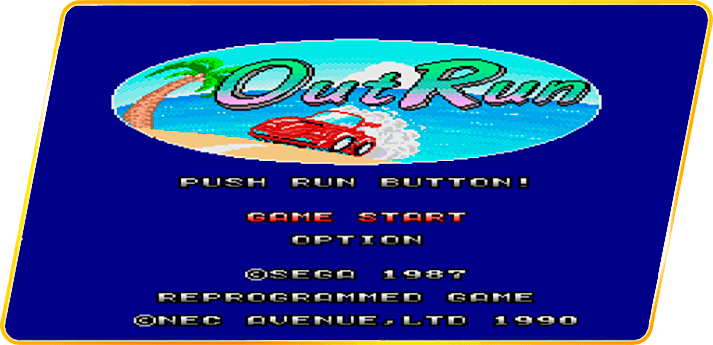 OutRun
PUSH RUN BUTTON!
GAME START
OPTION
©SEGA 1987
REPROGRAMMED GAME
©NEC AVENUE,LTD 1990